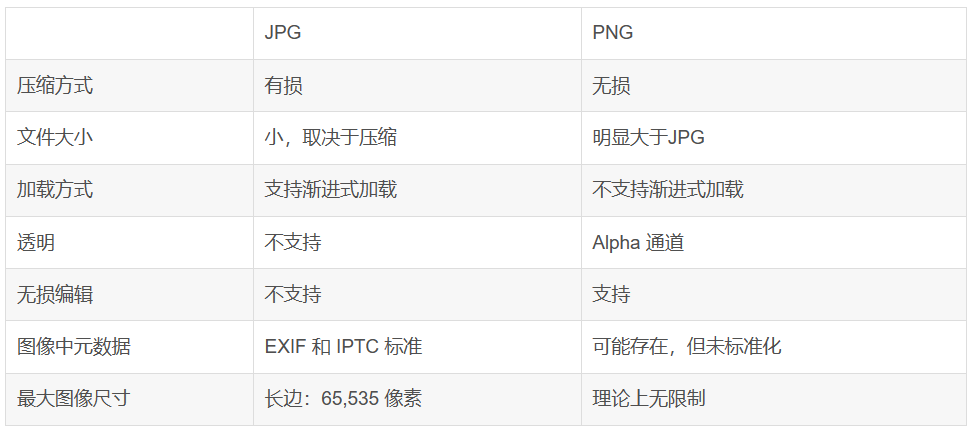 JPG PNG
压缩方式 有损 无损
文件大小 小，取决于压缩 明显大于JPG
加载方式 支持渐进式加载 不支持渐进式加载
透明 不支持 Alpha 通道
无损编辑 不支持 支持
图像中元数据 EXIF 和 IPTC 标准 可能存在，但未标准化
最大图像尺寸 长边：65,535 像素 理论上无限制